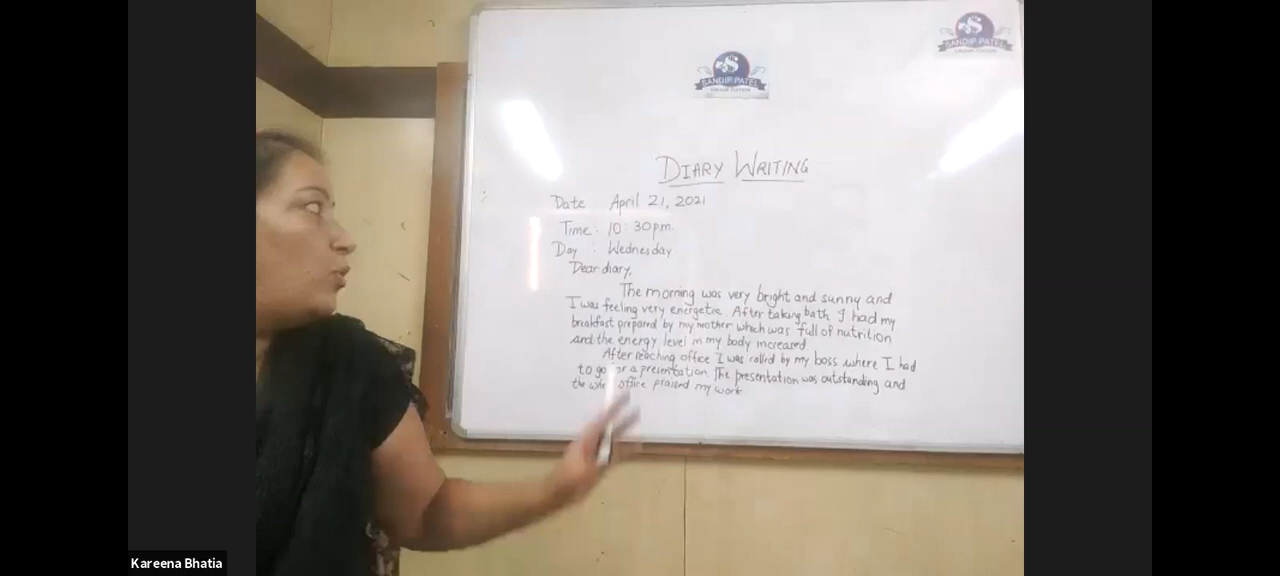 SANDIP PATEL
SANDIP PATEL
DIARY WRITING
Date April 21, 2021
Time: 10:30p.m.
Day : Wednesday
Dear diary,
The morning was very bright and sunny and
I was feeling very energetic. After taking bath I had my
breakfast prepared by my mother which was full of nutrition
and the energy level in my body increased.
After reaching office I was called by my boss where I had
to go for a presentation. The presentation was outstanding and
the office praised my work
Kareena Bhatia